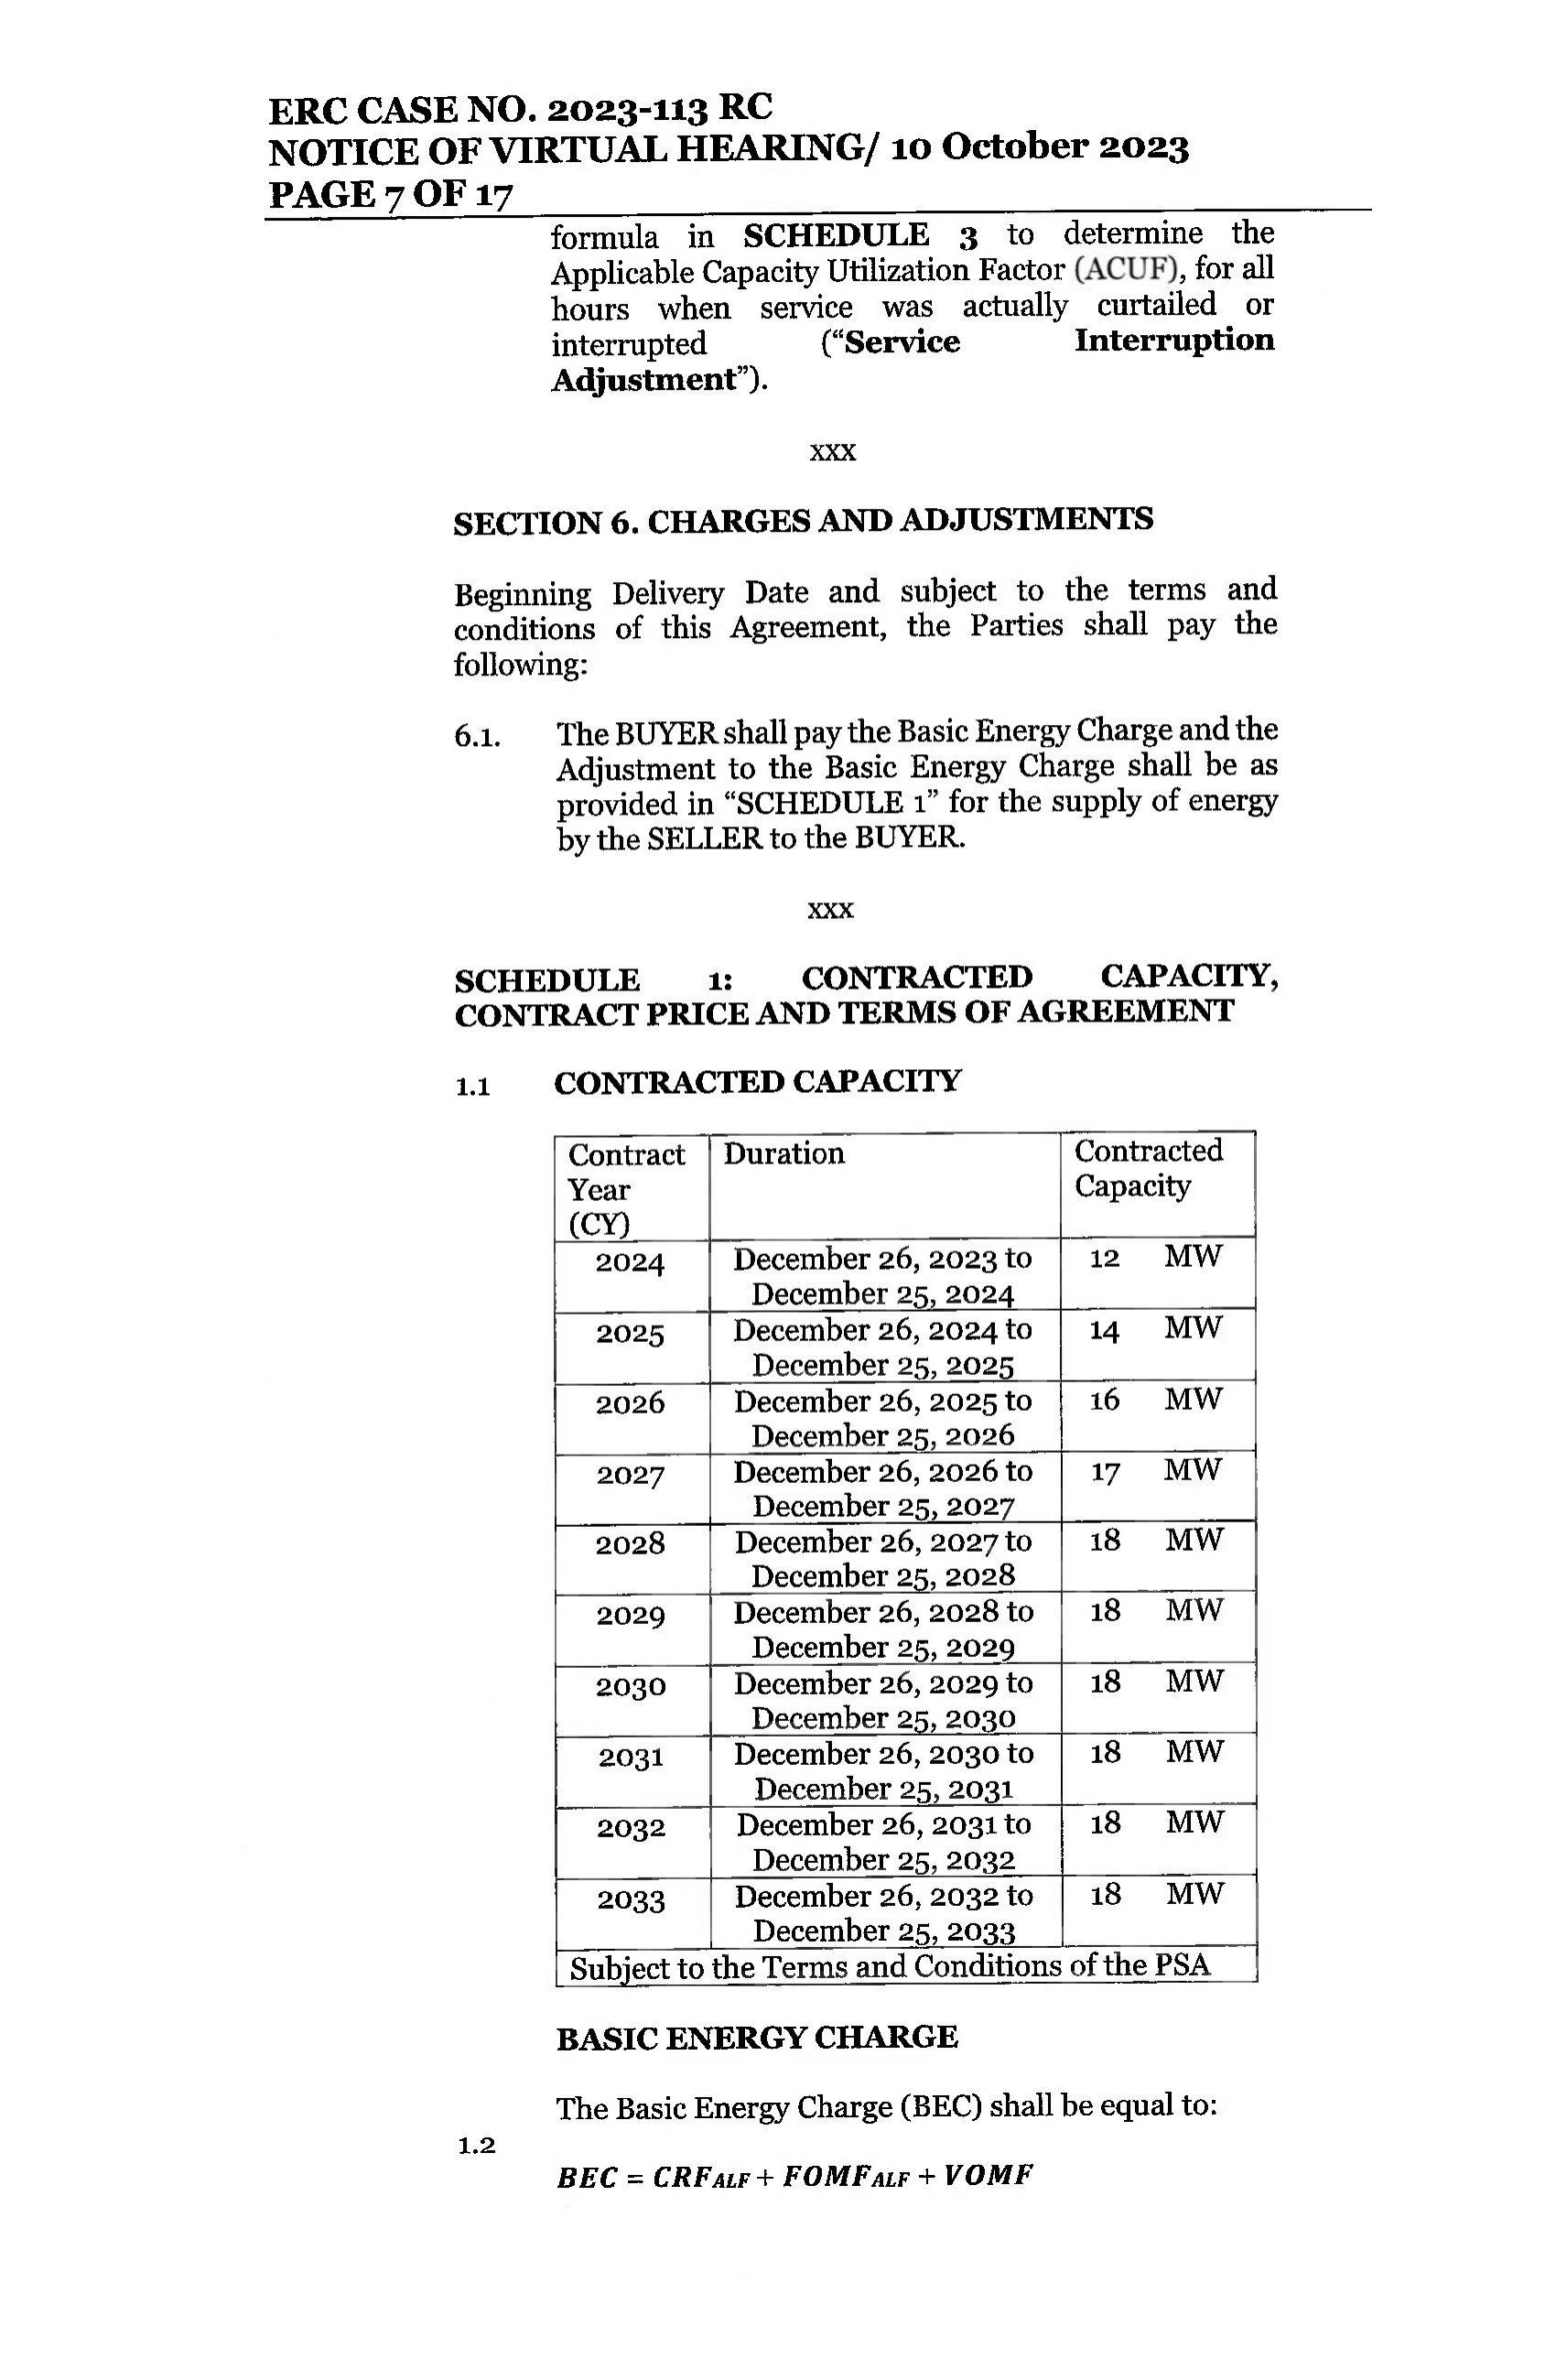 ERC CASE NO. 2023-113 RC
NOTICE OF VIRTUAL HEARING/ 10 October 2023
PAGE 7 OF 17
formula in SCHEDULE 3 to determine the
Applicable Capacity Utilization Factor (ACUF), for all
hours when service was actually curtailed or
interrupted (“Service Interruption
Adjustment”).
xxx
SECTION 6. CHARGES AND ADJUSTMENTS
Beginning Delivery Date and subject to the terms and
conditions of this Agreement, the Parties shall pay the
following:
6.1. The BUYER shall pay the Basic Energy Charge and the
Adjustment to the Basic Energy Charge shall be as
provided in “SCHEDULE 1” for the supply of energy
by the SELLER to the BUYER.
xxx
SCHEDULE 1: CONTRACTED CAPACITY,
CONTRACT PRICE AND TERMS OF AGREEMENT
1.1 CONTRACTED CAPACITY
Contract Duration Contracted
Year Capacity
(CY)
2024 December 26, 2023 to 12 MW
December 25, 2024
2025 December 26, 2024 to 14 MW
December 25, 2025
2026 December 26, 2025 to 16 MW
December 25, 2026
2027 December 26, 2026 to 17 MW
December 25, 2027
2028 December 26, 2027 to 18 MW
December 25, 2028
2029 December 26, 2028 to 18 MW
December 25, 2029
2030 December 26, 2029 to 18 MW
December 25, 2030
2031 December 26, 2030 to 18 MW
December 25, 2031
2032 December 26, 2031 to 18 MW
December 25, 2032
2033 December 26, 2032 to 18 MW
December 25, 2033
Subject to the Terms and Conditions of the PSA
BASIC ENERGY CHARGE
The Basic Energy Charge (BEC) shall be equal to:
1.2
BEC = CRFALF + FOMFALF + VOMF